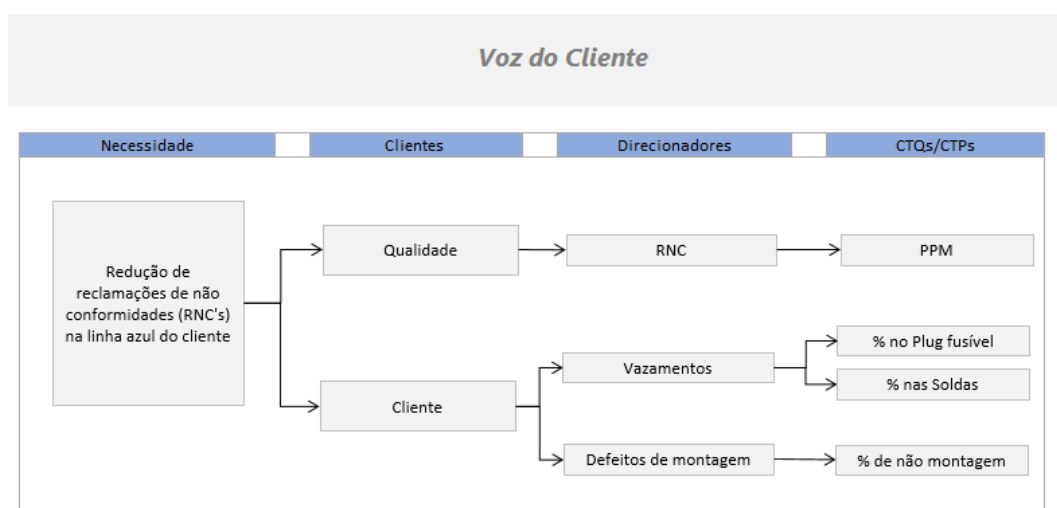 Voz do Cliente
Necessidade
Clientes
Direcionadores
CTQs/CTPs
Redução de
reclamações de não
conformidades (RNC's)
na linha azul do cliente
Qualidade
RNC
PPM
Cliente
Vazamentos
% no Plug fusível
% nas Soldas
Defeitos de montagem
% de não montagem